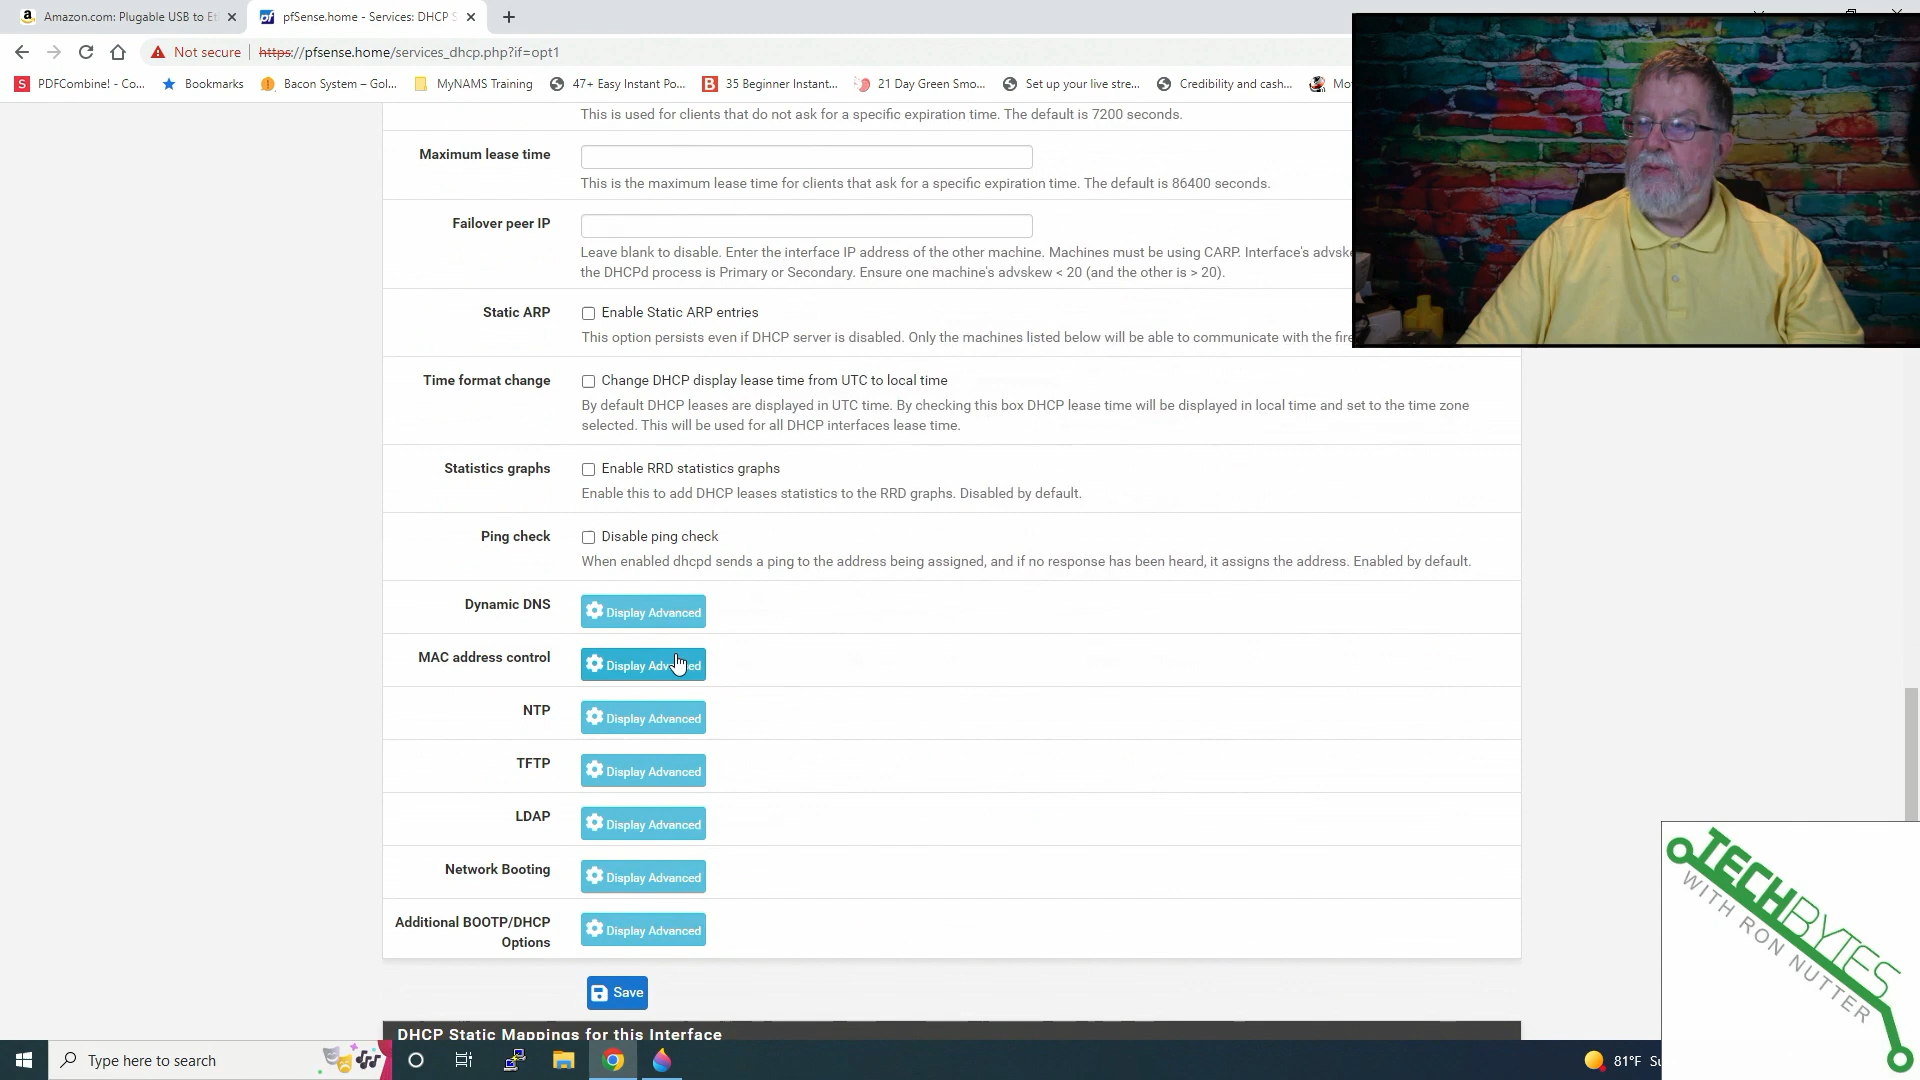 Amazon.com: Plugable USB to Et
pfSense.home - Services: DHCP S
Not secure
https://pfsense.home/services_dhcp.php?if=opt1
PDFCombine! - Co...
Bookmarks
Bacon System – Gol...
MyNAMS Training
47+ Easy Instant Po...
35 Beginner Instant...
21 Day Green Smo...
Set up your live stre...
Credibility and cash...
Mo
This is used for clients that do not ask for a specific expiration time. The default is 7200 seconds.
Maximum lease time
This is the maximum lease time for clients that ask for a specific expiration time. The default is 86400 seconds.
Failover peer IP
Leave blank to disable. Enter the interface IP address of the other machine. Machines must be using CARP. Interface's advske
the DHCPd process is Primary or Secondary. Ensure one machine's advskew < 20 (and the other is > 20).
Static ARP
Enable Static ARP entries
This option persists even if DHCP server is disabled. Only the machines listed below will be able to communicate with the fire
Time format change
Change DHCP display lease time from UTC to local time
By default DHCP leases are displayed in UTC time. By checking this box DHCP lease time will be displayed in local time and set to the time zone
selected. This will be used for all DHCP interfaces lease time.
Statistics graphs
Enable RRD statistics graphs
Enable this to add DHCP leases statistics to the RRD graphs. Disabled by default.
Ping check
Disable ping check
When enabled dhcpd sends a ping to the address being assigned, and if no response has been heard, it assigns the address. Enabled by default.
Dynamic DNS
Display Advanced
MAC address control
Display Advanced
NTP
Display Advanced
TFTP
Display Advanced
LDAP
Display Advanced
Network Booting
Display Advanced
Additional BOOTP/DHCP
Options
Display Advanced
Save
DHCP Static Mappings for this Interface
TECHBYTES
WITH RON NUTTER
Type here to search
81°F Su